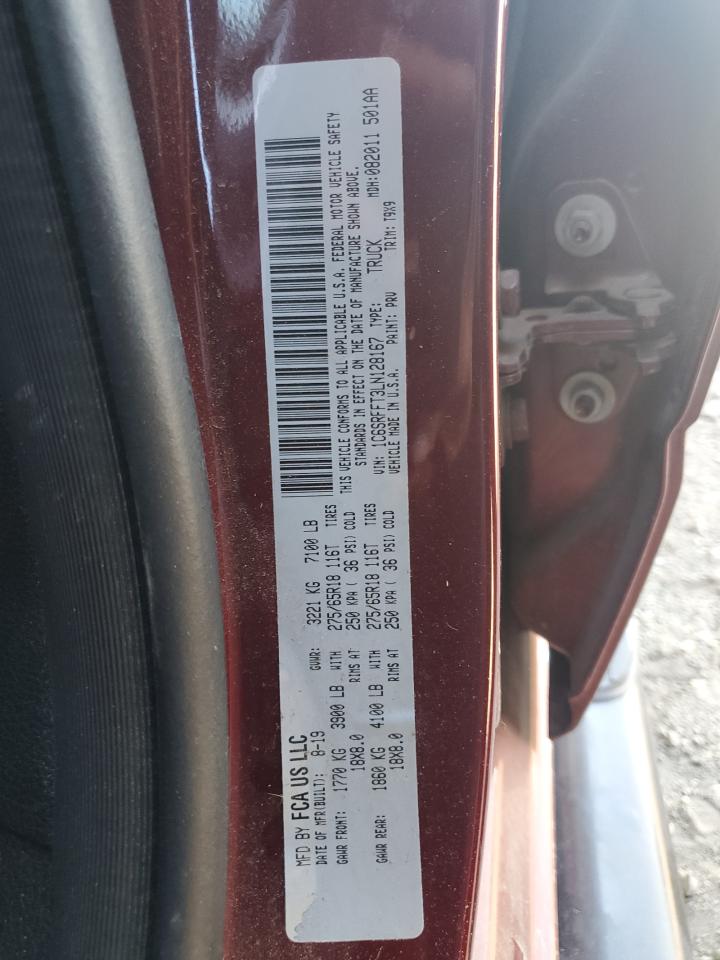 MFD BY FCA US LLC
DATE OF MFR(BUILT): 8-19 GVWR: 3221 KG 7100 LB
GAWR FRONT: 1770 KG 3900 LB WITH 275/65R18 116T TIRES
18X8.0 RIMS AT 250 KPA ( 36 PSI) COLD
GAWR REAR: 1860 KG 4100 LB WITH 275/65R18 116T TIRES
18X8.0 RIMS AT 250 KPA ( 36 PSI) COLD
THIS VEHICLE CONFORMS TO ALL APPLICABLE U.S.A. FEDERAL MOTOR VEHICLE SAFETY
STANDARDS IN EFFECT ON THE DATE OF MANUFACTURE SHOWN ABOVE.
VIN: 1C6SRFFT3LN128167 TYPE: TRUCK MDH:082011 501AA
VEHICLE MADE IN U.S.A. PAINT: PRV TRIM: T9X9